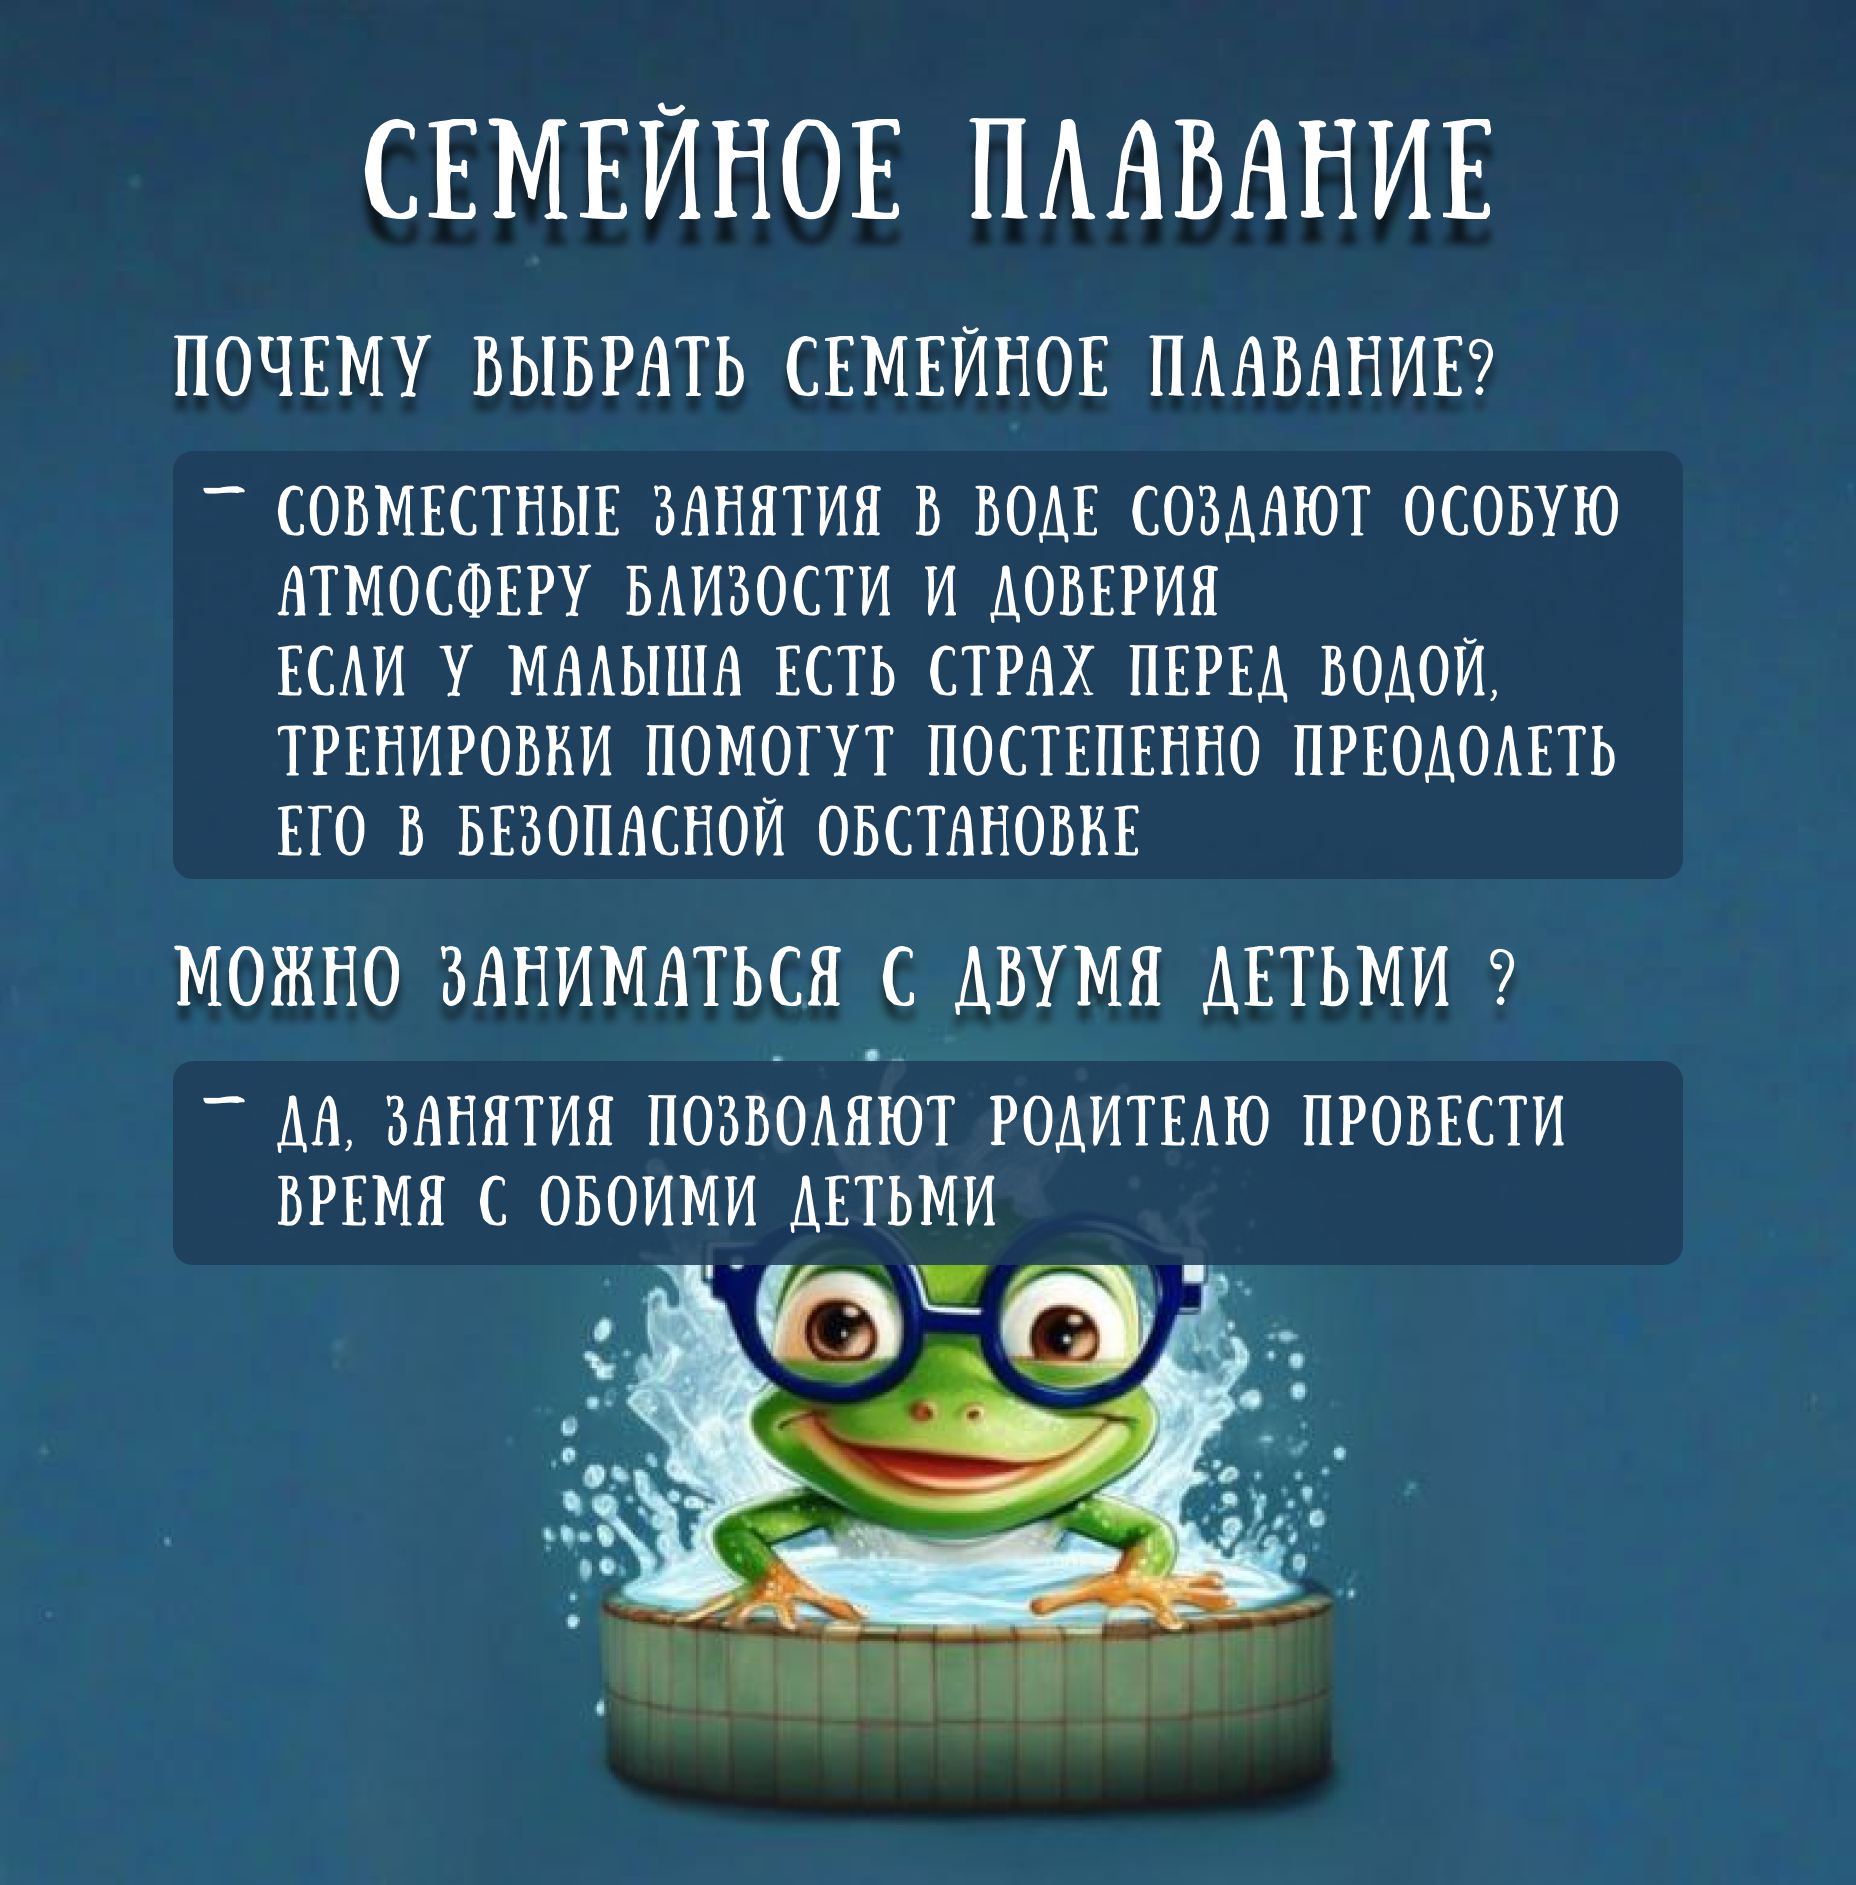 СЕМЕЙНОЕ ПЛАВАНИЕ
ПОЧЕМУ ВЫБРАТЬ СЕМЕЙНОЕ ПЛАВАНИЕ?
— СОВМЕСТНЫЕ ЗАНЯТИЯ В ВОДЕ СОЗДАЮТ ОСОБУЮ
АТМОСФЕРУ БЛИЗОСТИ И ДОВЕРИЯ
ЕСЛИ У МАЛЫША ЕСТЬ СТРАХ ПЕРЕД ВОДОЙ,
ТРЕНИРОВКИ ПОМОГУТ ПОСТЕПЕННО ПРЕОДОЛЕТЬ
ЕГО В БЕЗОПАСНОЙ ОБСТАНОВКЕ
МОЖНО ЗАНИМАТЬСЯ С ДВУМЯ ДЕТЬМИ ?
— ДА, ЗАНЯТИЯ ПОЗВОЛЯЮТ РОДИТЕЛЮ ПРОВЕСТИ
ВРЕМЯ С ОБОИМИ ДЕТЬМИ